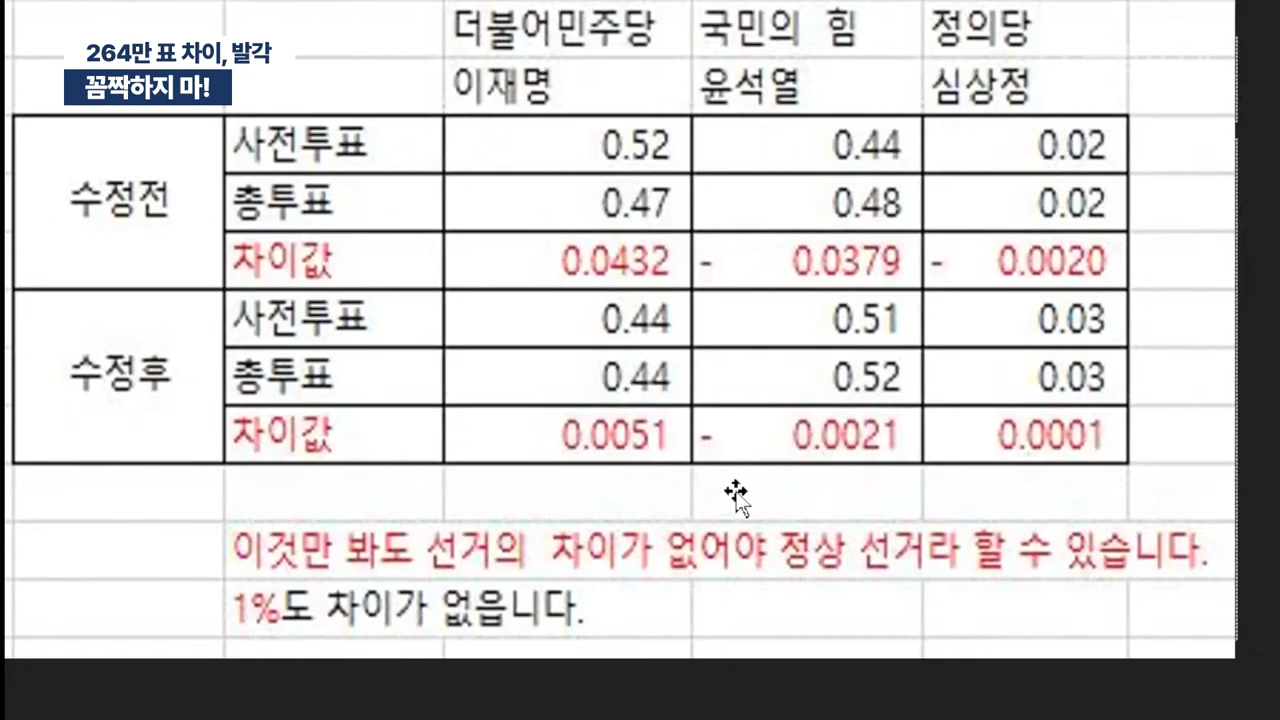 264만 표 차이, 발각
꼼짝하지 마!
더불어민주당 국민의 힘 정의당
이재명 윤석열 심상정
수정전
사전투표 0.52 0.44 0.02
총투표 0.47 0.48 0.02
차이값 0.0432 - 0.0379 - 0.0020
수정후
사전투표 0.44 0.51 0.03
총투표 0.44 0.52 0.03
차이값 0.0051 - 0.0021 0.0001
이것만 봐도 선거의 차이가 없어야 정상 선거라 할 수 있습니다.
1%도 차이가 없읍니다.